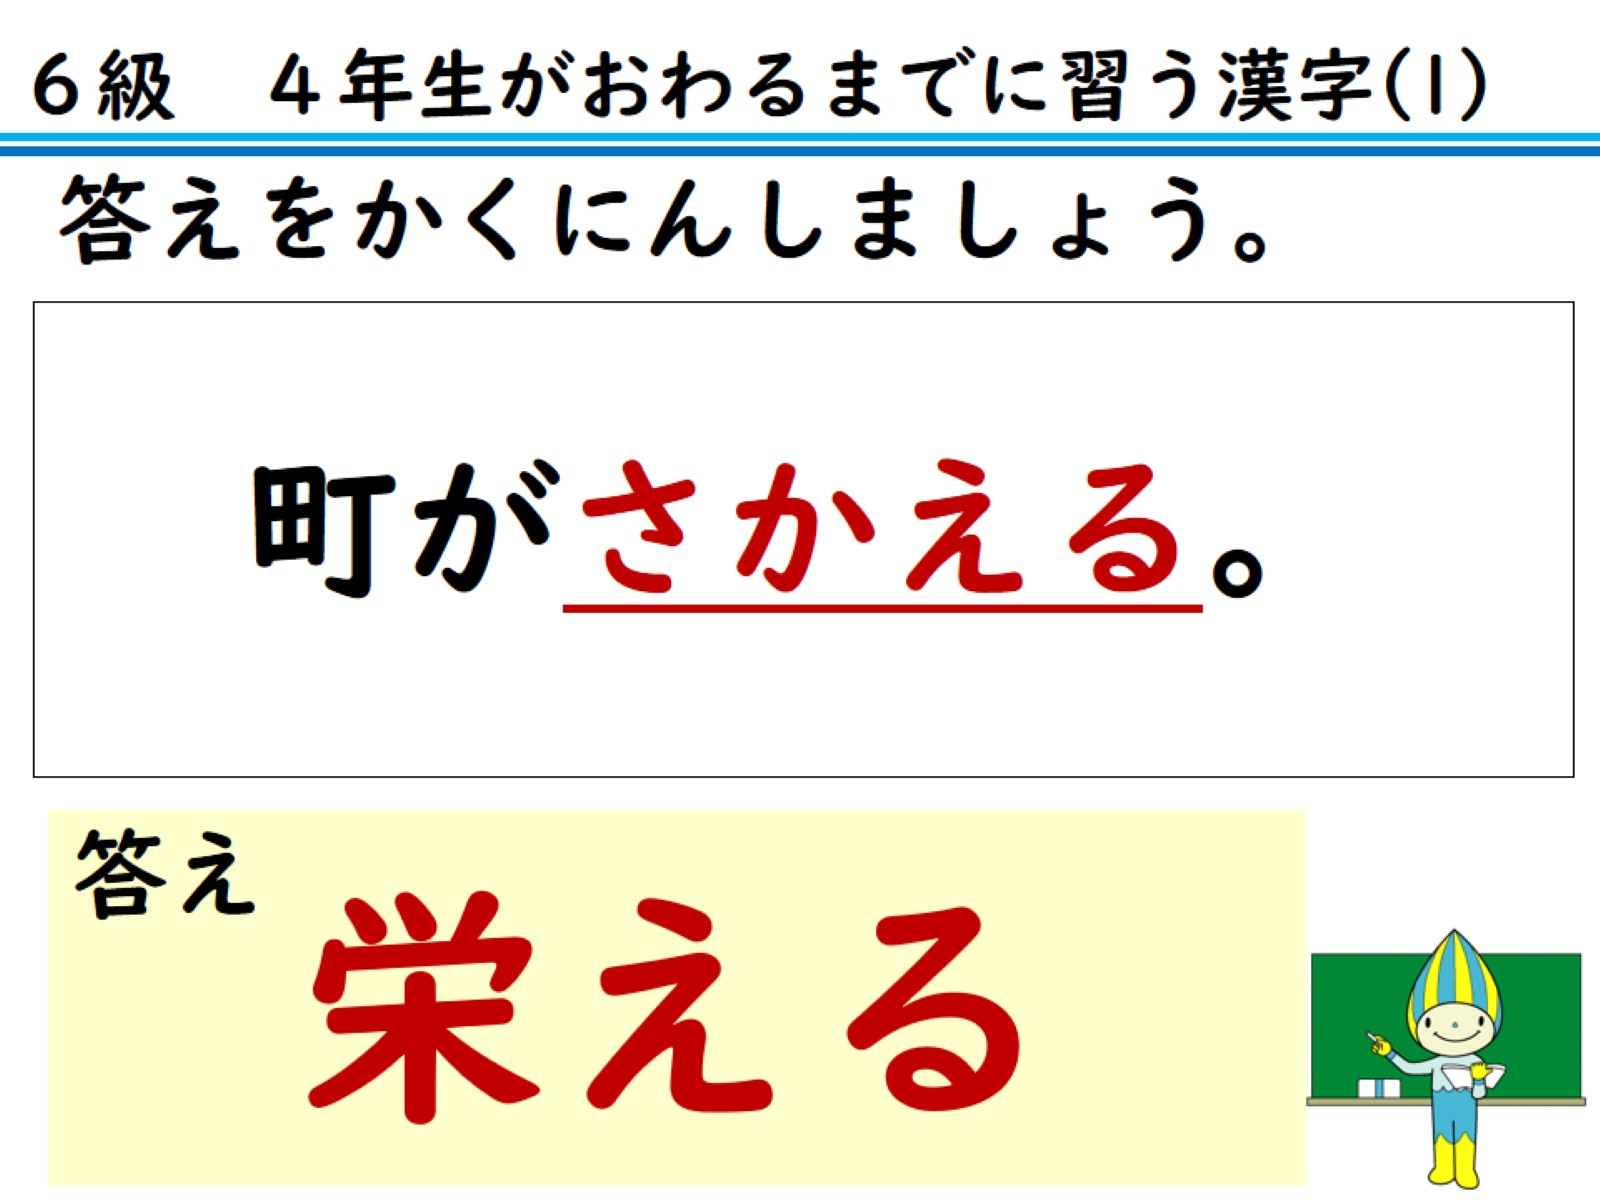 ６級　４年生がおわるまでに習う漢字(1)
答えをかくにんしましょう。
町がさかえる。
答え
栄える